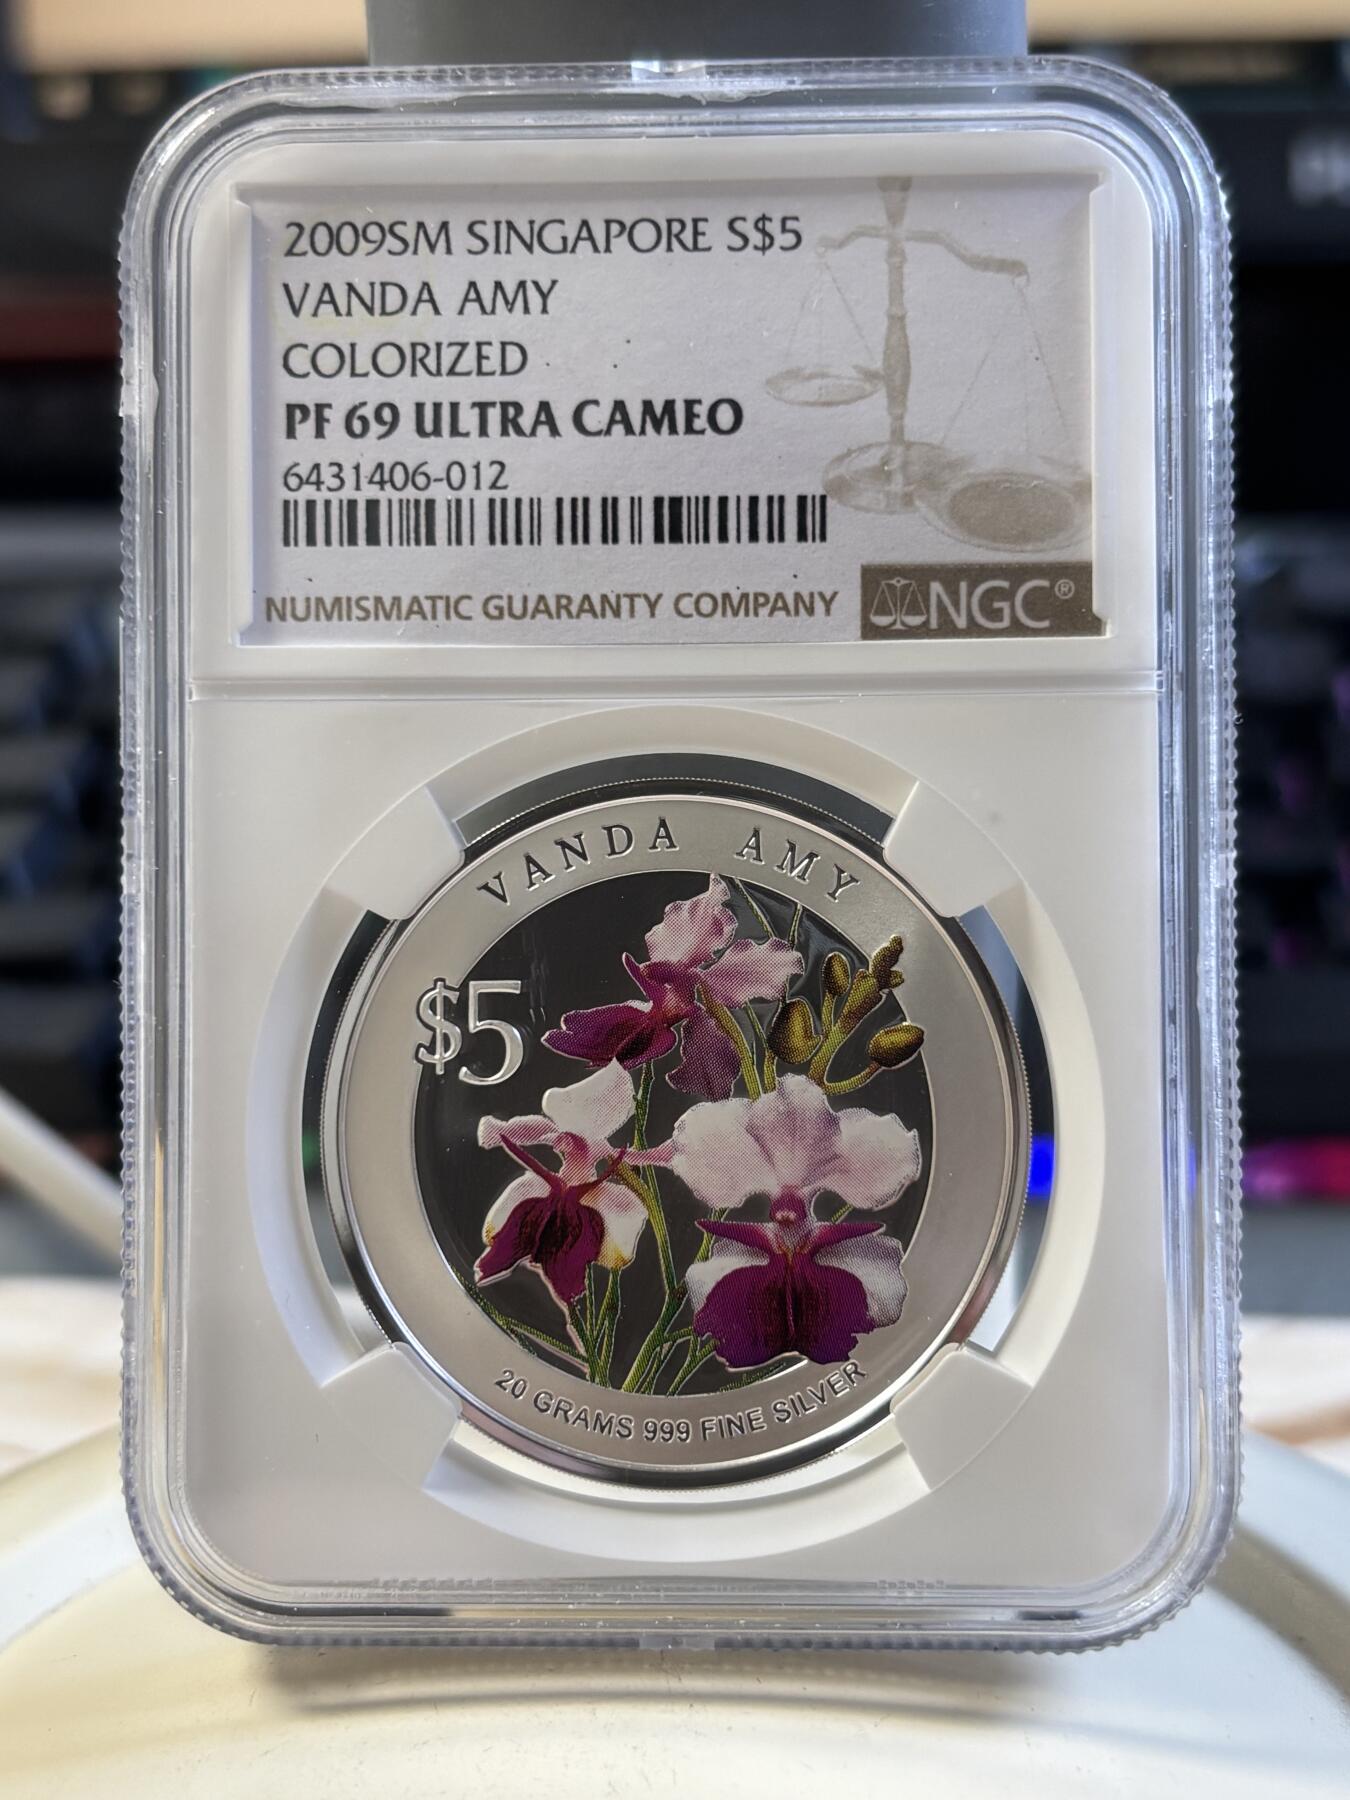 2009SM SINGAPORE S$5
VANDA AMY
COLORIZED
PF 69 ULTRA CAMEO
6431406-012
NUMISMATIC GUARANTY COMPANY
NGC®
VANDA AMY
$5
20 GRAMS 999 FINE SILVER